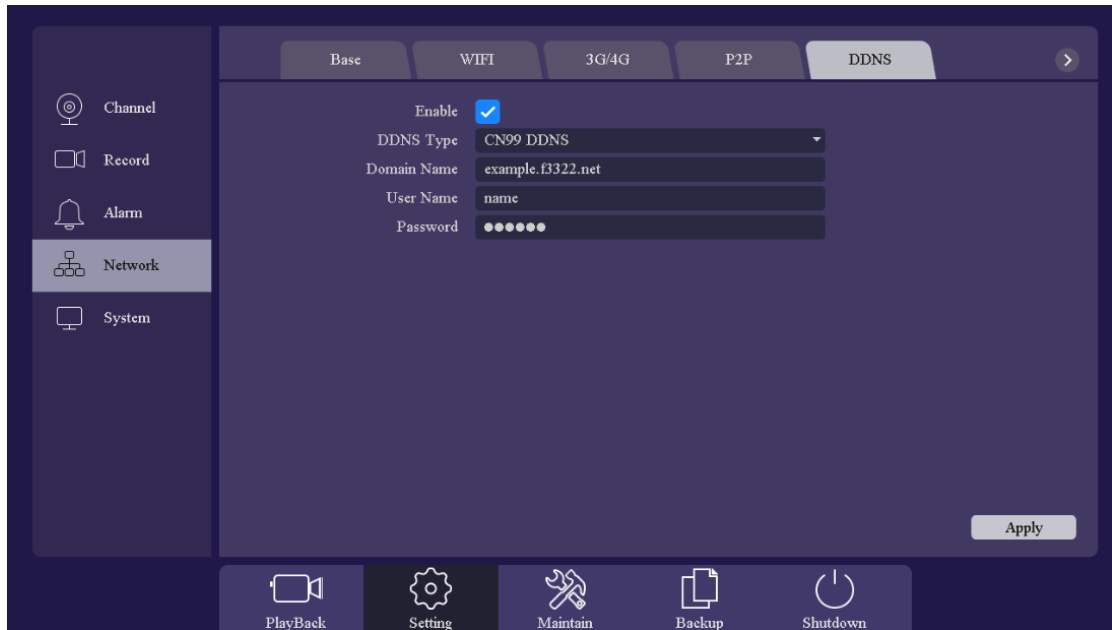 Base WIFI 3G/4G P2P DDNS
Channel
Record
Alarm
Network
System
Enable
DDNS Type CN99 DDNS
Domain Name example.f3322.net
User Name name
Password ●●●●●●
Apply
PlayBack Setting Maintain Backup Shutdown